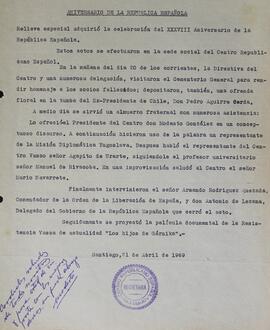 ANIVERSARIO DE LA REPUBLICA ESPAÑOLA
Relieve especial adquirió la celebración del XXXVIII Aniversario de la
República Española.
Estos actos se efectuaron en la sede social del Centro Republi
cano Español.
En la mañana del día 20 de los corrientes, la Directiva del
Centro y una numerosa delegación, visitaron el Cementerio General para ren-
dir homenaje a los socios fallecidos; depositaron, también, una ofrenda
floral en la tumba del Ex-Presidente de Chile, Don Pedro Aguirre Cerda.
A medio día se sirvió un almuerzo fraternal con numerosa asistencia:
Lo ofreció el Presidente del Centro don Modesto González en un concep-
tuoso discurso. A continuación hicieron uso de la palabra un representante
de la Misión Diplomática Yugoslava. Después habló el representante del Cen-
tro Vasco señor Agapito de Uriarte, siguiéndole el profesor universitario
señor Manuel de Rivacoba. En una improvisación saludó al Centro el señor
Mario Navarrete.
Finalmente intervinieron el señor Armando Rodríguez Quezada,
Comendador de la Orden de la Liberación de España, y don Antonio de Lezama,
Delegado del Gobierno de la República Española que cerró el acto.
Seguidamente se proyectó la película documental de la Resis-
tencia Vasca de actualidad "Los hijos de Gérnika".
Santiago, 21 de Abril de 1969
SECRETARIA